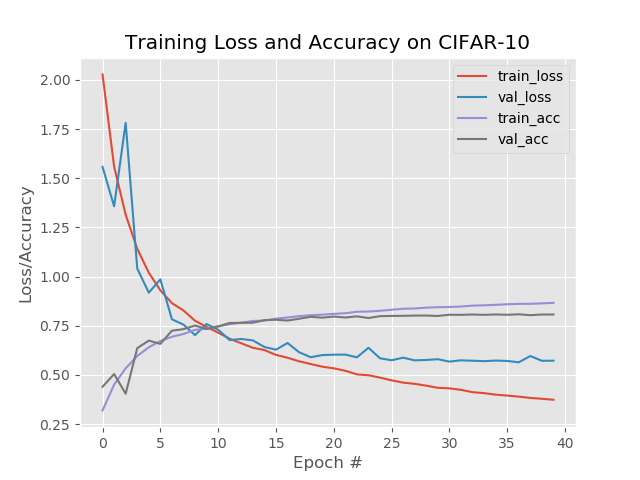 Training Loss and Accuracy on CIFAR-10
train_loss
val_loss
train_acc
val_acc
Loss/Accuracy
2.00
1.75
1.50
1.25
1.00
0.75
0.50
0.25
0 5 10 15 20 25 30 35 40
Epoch #